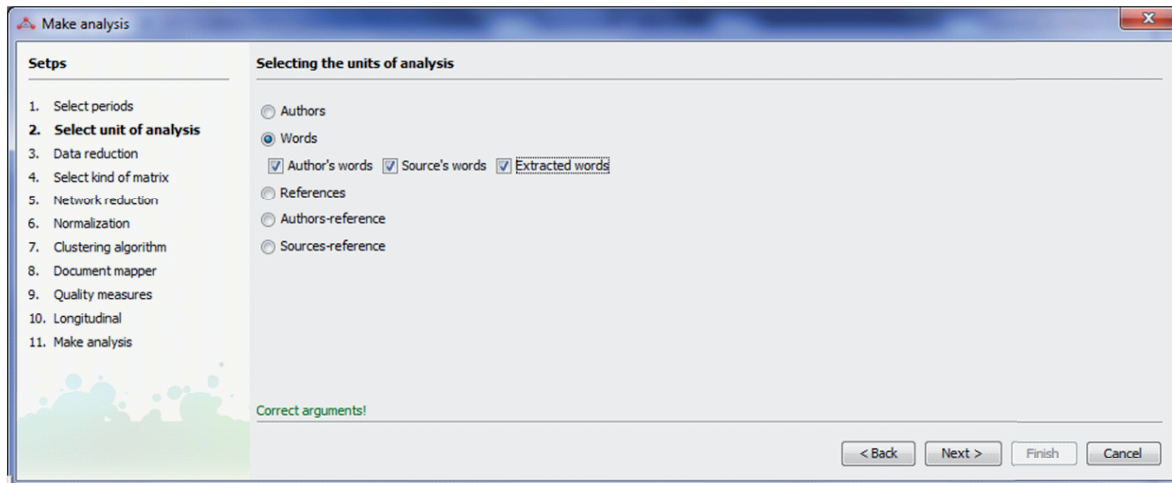 Make analysis
Setps
1. Select periods
2. Select unit of analysis
3. Data reduction
4. Select kind of matrix
5. Network reduction
6. Normalization
7. Clustering algorithm
8. Document mapper
9. Quality measures
10. Longitudinal
11. Make analysis
Selecting the units of analysis
Authors
Words
Author's words Source's words Extracted words
References
Authors-reference
Sources-reference
Correct arguments!
< Back Next > Finish Cancel